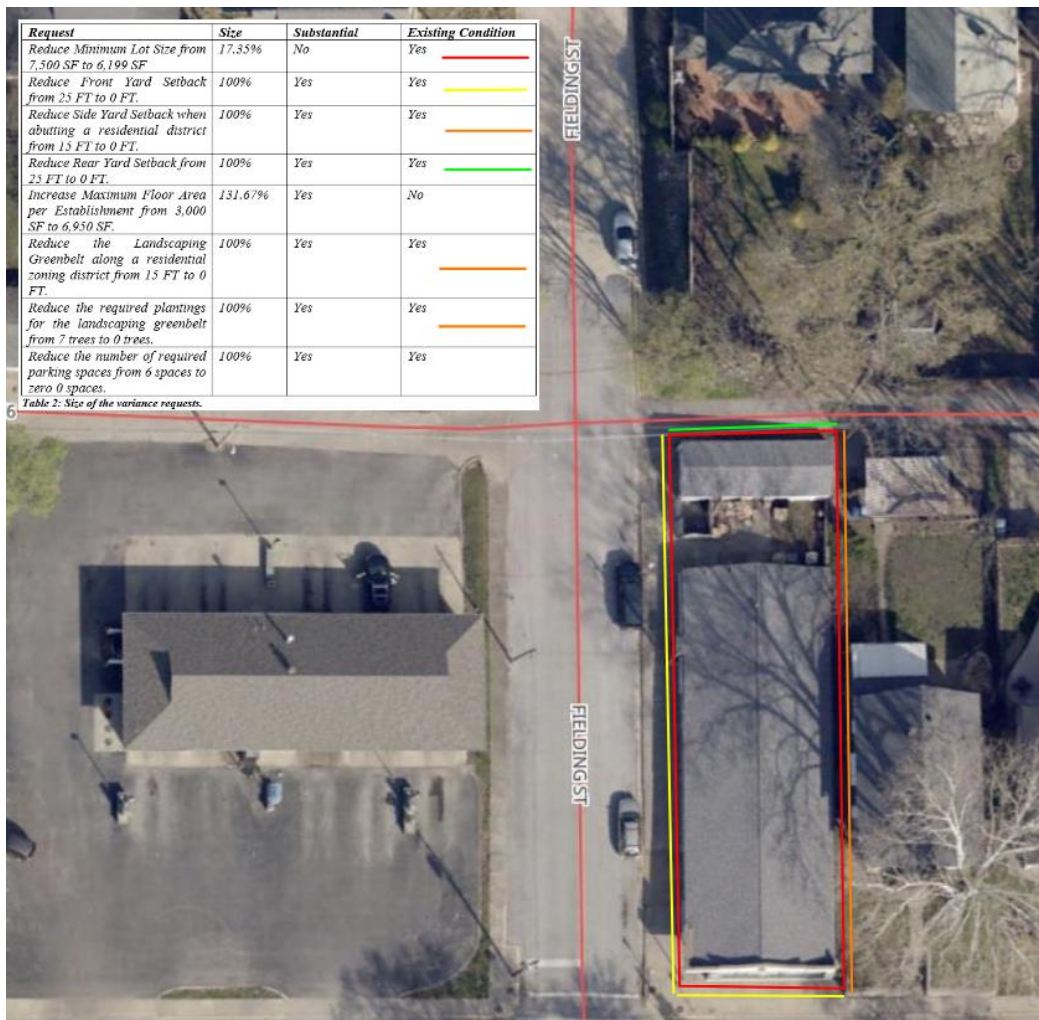 Request Size Substantial Existing Condition
Reduce Minimum Lot Size from 17.35% No Yes
7,500 SF to 6,199 SF
Reduce Front Yard Setback 100% Yes Yes
from 25 FT to 0 FT.
Reduce Side Yard Setback when 100% Yes Yes
abutting a residential district
from 15 FT to 0 FT.
Reduce Rear Yard Setback from 100% Yes Yes
25 FT to 0 FT.
Increase Maximum Floor Area 131.67% Yes No
per Establishment from 3,000
SF to 6,950 SF.
Reduce the Landscaping 100% Yes Yes
Greenbelt along a residential
zoning district from 15 FT to 0
FT.
Reduce the required plantings 100% Yes Yes
for the landscaping greenbelt
from 7 trees to 0 trees.
Reduce the number of required 100% Yes Yes
parking spaces from 6 spaces to
zero 0 spaces.
Table 2: Size of the variance requests.
6
FIELDING ST
FIELDING ST